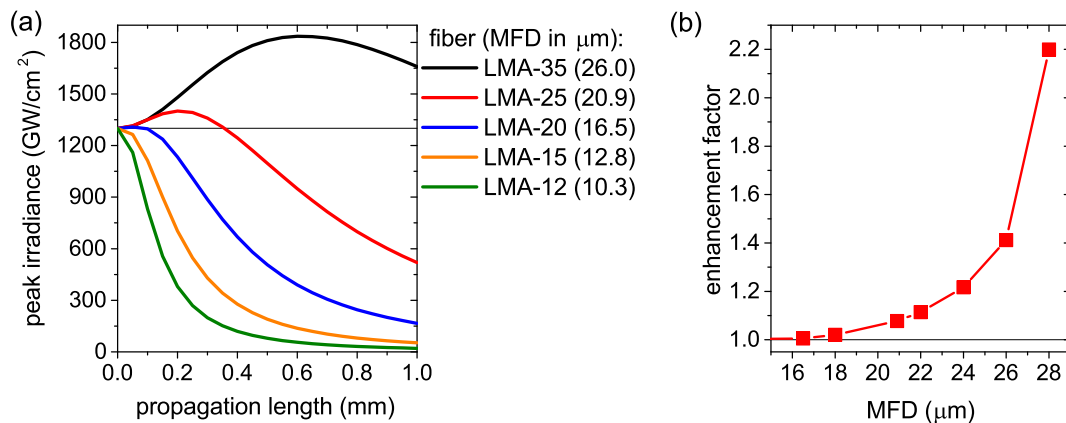 (a)
peak irradiance (GW/cm²)
1800
1500
1200
900
600
300
0
0.0 0.2 0.4 0.6 0.8 1.0
propagation length (mm)
fiber (MFD in μm):
LMA-35 (26.0)
LMA-25 (20.9)
LMA-20 (16.5)
LMA-15 (12.8)
LMA-12 (10.3)
(b)
enhancement factor
2.2
2.0
1.8
1.6
1.4
1.2
1.0
16 18 20 22 24 26 28
MFD (μm)